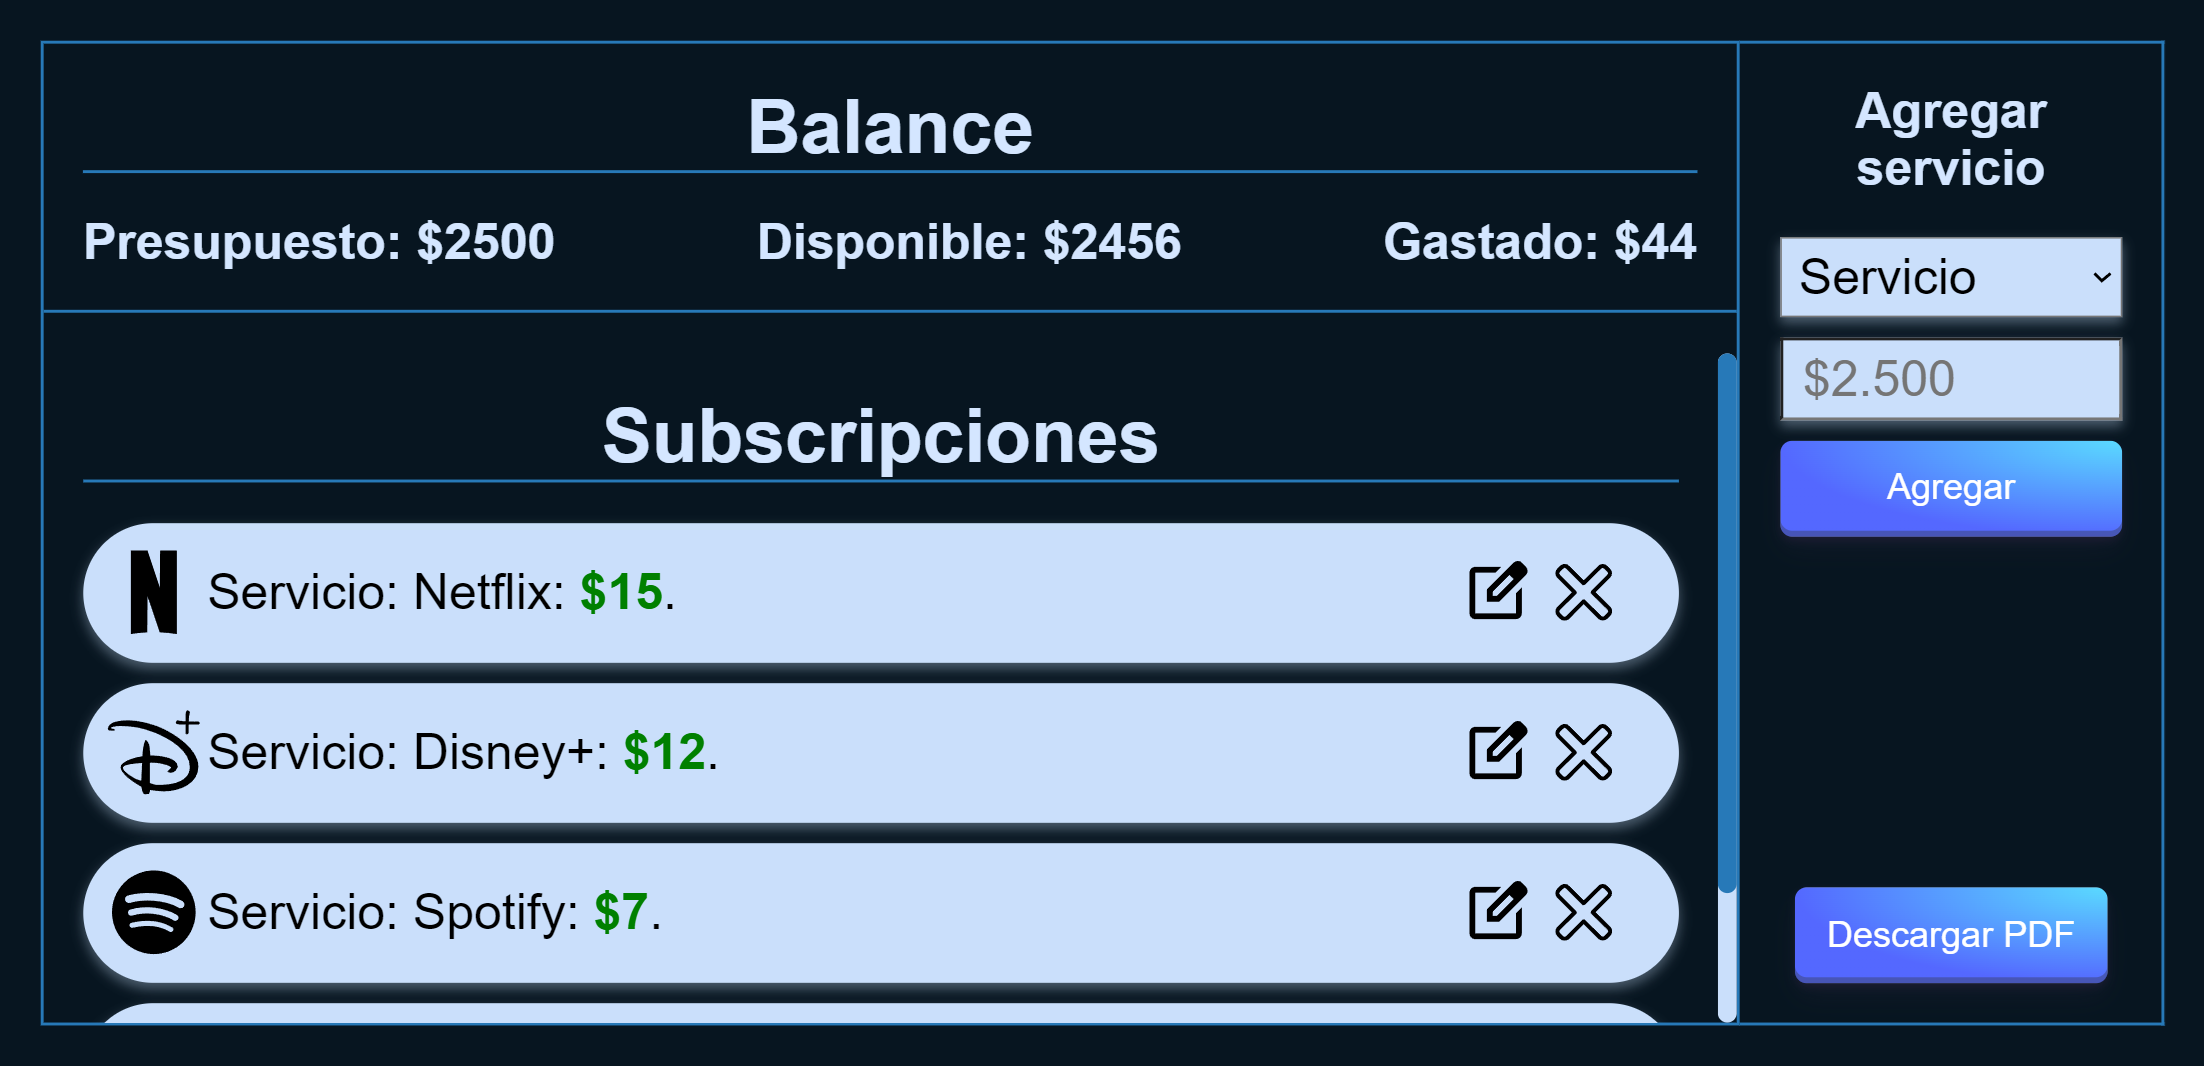 Balance
Presupuesto: $2500 Disponible: $2456 Gastado: $44
Subscripciones
Servicio: Netflix: $15.
Servicio: Disney+: $12.
Servicio: Spotify: $7.
Agregar
servicio
Servicio
$2.500
Agregar
Descargar PDF